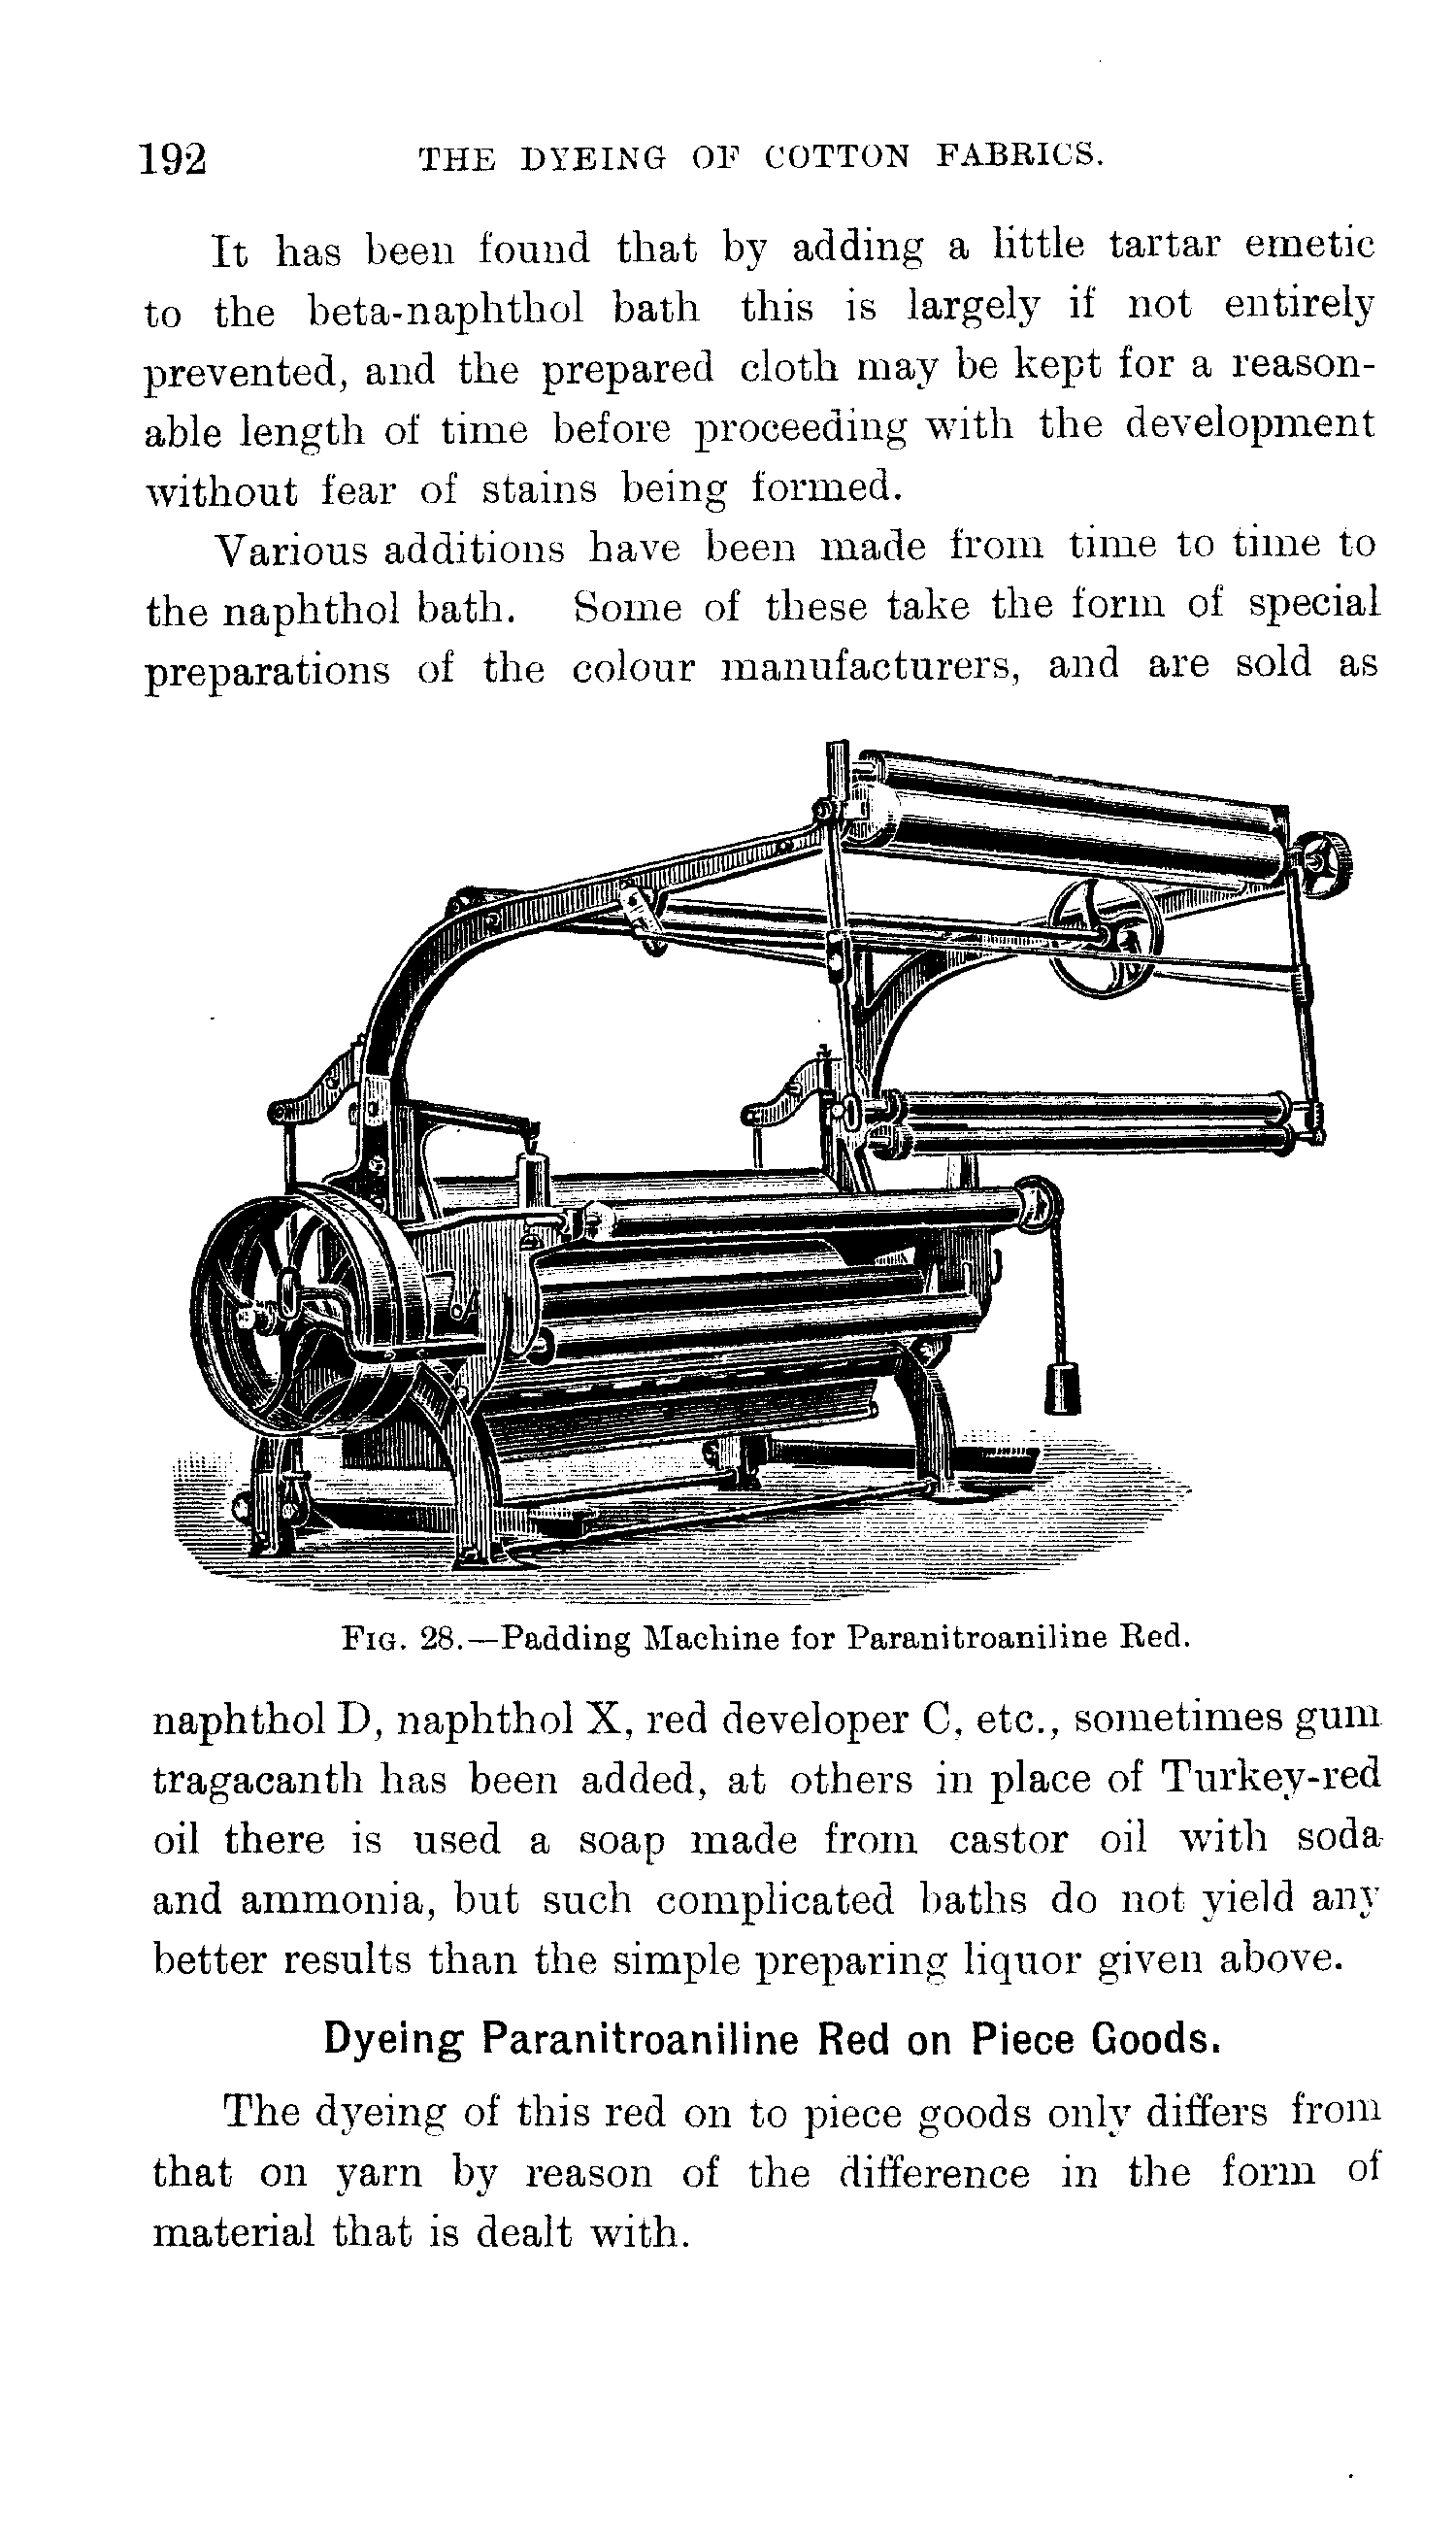 192 THE DYEING OF COTTON FABRICS.
It has been found that by adding a little tartar emetic
to the beta-naphthol bath this is largely if not entirely
prevented, and the prepared cloth may be kept for a reason-
able length of time before proceeding with the development
without fear of stains being formed.
Various additions have been made from time to time to
the naphthol bath. Some of these take the form of special
preparations of the colour manufacturers, and are sold as
FIG. 28.—Padding Machine for Paranitroaniline Red.
naphthol D, naphthol X, red developer C, etc., sometimes gum
tragacanth has been added, at others in place of Turkey-red
oil there is used a soap made from castor oil with soda
and ammonia, but such complicated baths do not yield any
better results than the simple preparing liquor given above.
Dyeing Paranitroaniline Red on Piece Goods.
The dyeing of this red on to piece goods only differs from
that on yarn by reason of the difference in the form of
material that is dealt with.